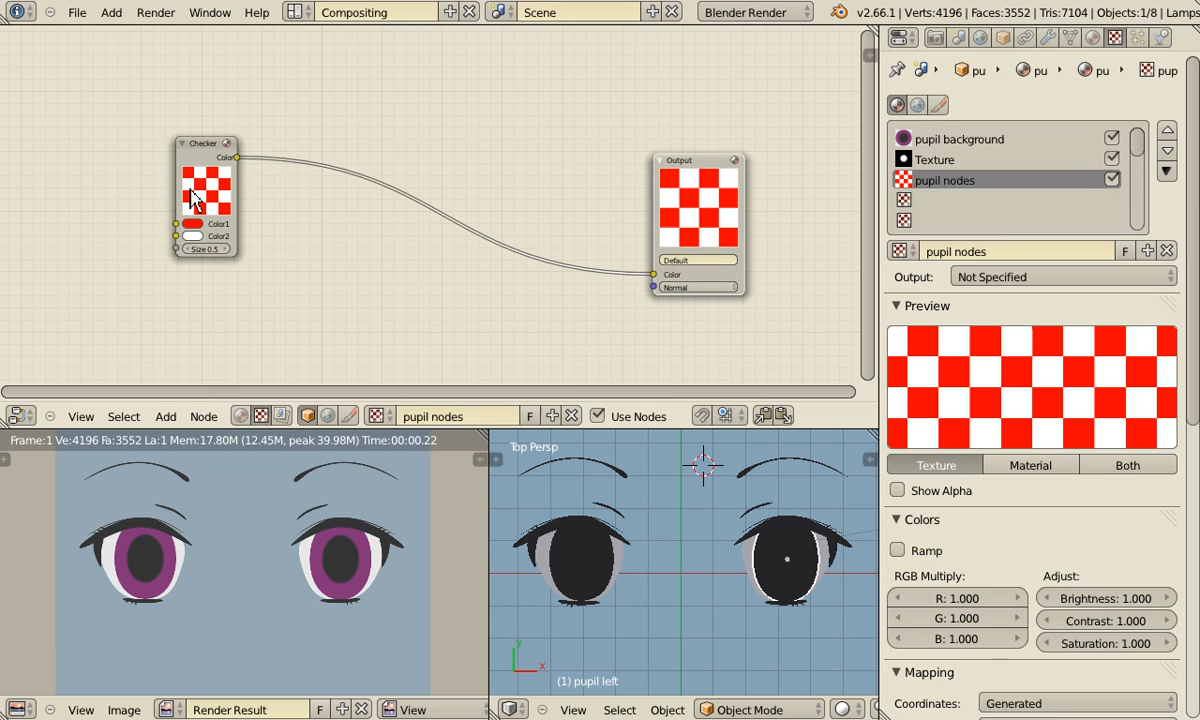 File Add Render Window Help Compositing Scene Blender Render v2.66.1 | Verts:4196 | Faces:3552 | Tris:7104 | Objects:1/8 | Lamps
pu pu pu pup
pupil background
Texture
pupil nodes
pupil nodes F
Output: Not Specified
Preview
Texture Material Both
Show Alpha
Colors
Ramp
RGB Multiply: Adjust:
R: 1.000 Brightness: 1.000
G: 1.000 Contrast: 1.000
B: 1.000 Saturation: 1.000
Mapping
Coordinates: Generated
Checker
Color
Color1
Color2
Size 0.5
Output
Default
Color
Normal
View Select Add Node pupil nodes F Use Nodes
Frame:1 Ve:4196 Fa:3552 La:1 Mem:17.80M (12.45M, peak 39.98M) Time:00:00.22
Top Persp
y
x
(1) pupil left
View Image Render Result F View
View Select Object Object Mode